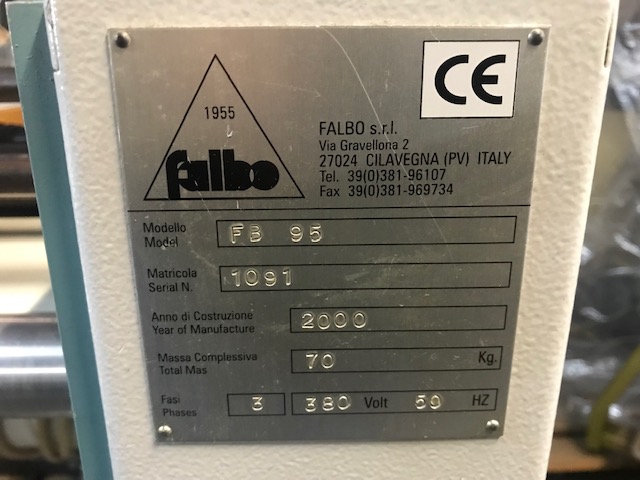 1955
falbo
CE
FALBO s.r.l.
Via Gravellona 2
27024 CILAVEGNA (PV) ITALY
Tel. 39(0)381-96107
Fax 39(0)381-969734
Modello
Model
FB 95
Matricola
Serial N.
1091
Anno di Costruzione
Year of Manufacture
2000
Massa Complessiva
Total Mas
70 Kg.
Fasi
Phases
3 380 Volt 50 HZ